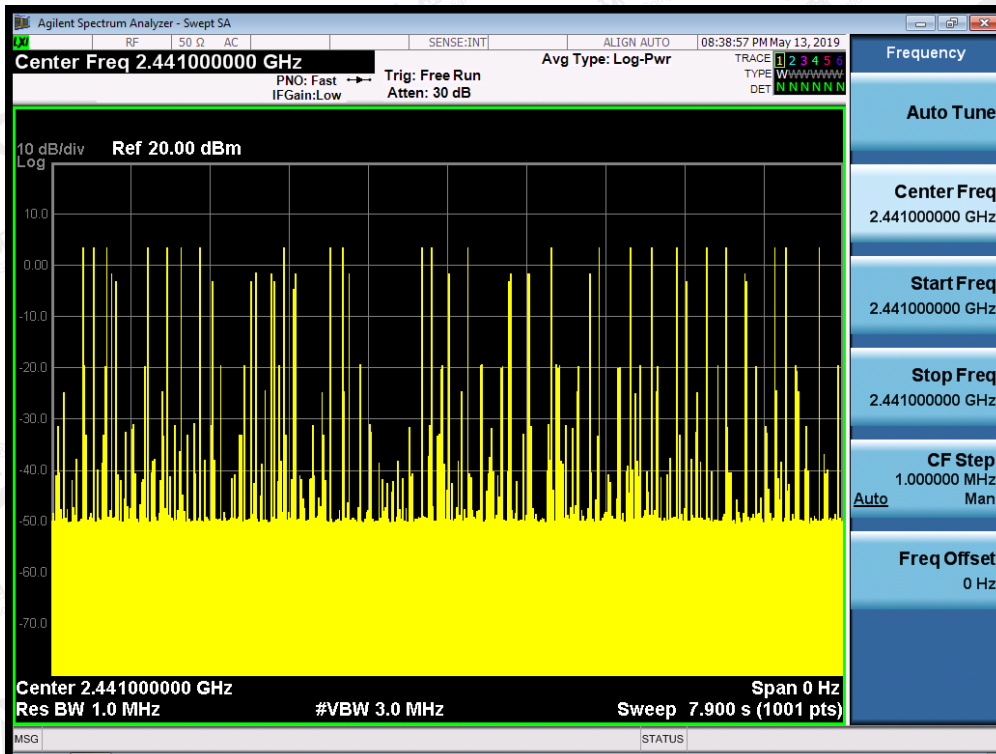 Agilent Spectrum Analyzer - Swept SA
LXI RF 50 Ω AC SENSE:INT ALIGN AUTO 08:38:57 PM May 13, 2019
Center Freq 2.441000000 GHz
PNO: Fast
IFGain:Low
Trig: Free Run
Atten: 30 dB
Avg Type: Log-Pwr
TRACE 1 2 3 4 5 6
TYPE W
DET N N N N N N
10 dB/div
Log
Ref 20.00 dBm
10.0
0.00
-10.0
-20.0
-30.0
-40.0
-50.0
-60.0
-70.0
Center 2.441000000 GHz
Span 0 Hz
Res BW 1.0 MHz
#VBW 3.0 MHz
Sweep 7.900 s (1001 pts)
MSG
STATUS
Frequency
Auto Tune
Center Freq
2.441000000 GHz
Start Freq
2.441000000 GHz
Stop Freq
2.441000000 GHz
CF Step
1.000000 MHz
Auto Man
Freq Offset
0 Hz